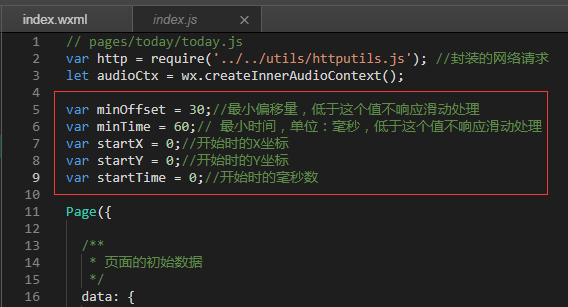 index.wxml index.js ×
1 // pages/today/today.js
2 var http = require('../../utils/httputils.js'); //封装的网络请求
3 let audioCtx = wx.createInnerAudioContext();
4
5 var minOffset = 30;//最小偏移量，低于这个值不响应滑动处理
6 var minTime = 60;// 最小时间，单位：毫秒，低于这个值不响应滑动处理
7 var startX = 0;//开始时的X坐标
8 var startY = 0;//开始时的Y坐标
9 var startTime = 0;//开始时的毫秒数
10
11 Page({
12
13 /**
14 * 页面的初始数据
15 */
16 data: {